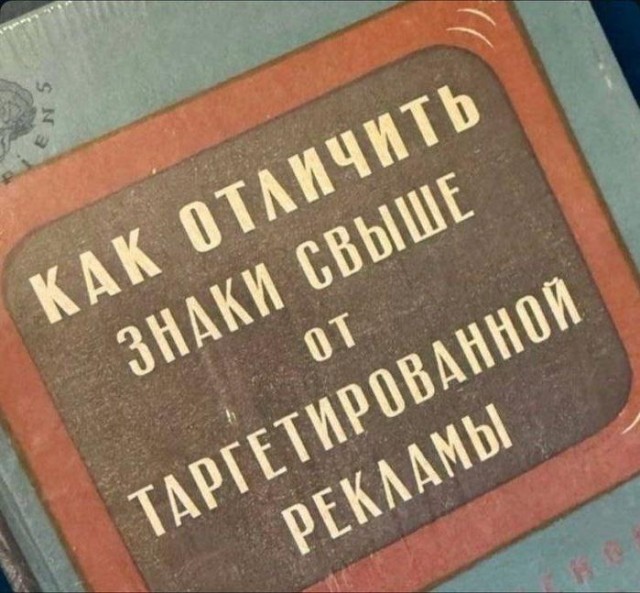 КАК ОТЛИЧИТЬ
ЗНАКИ СВЫШЕ
ОТ
ТАРГЕТИРОВАННОЙ
РЕКЛАМЫ